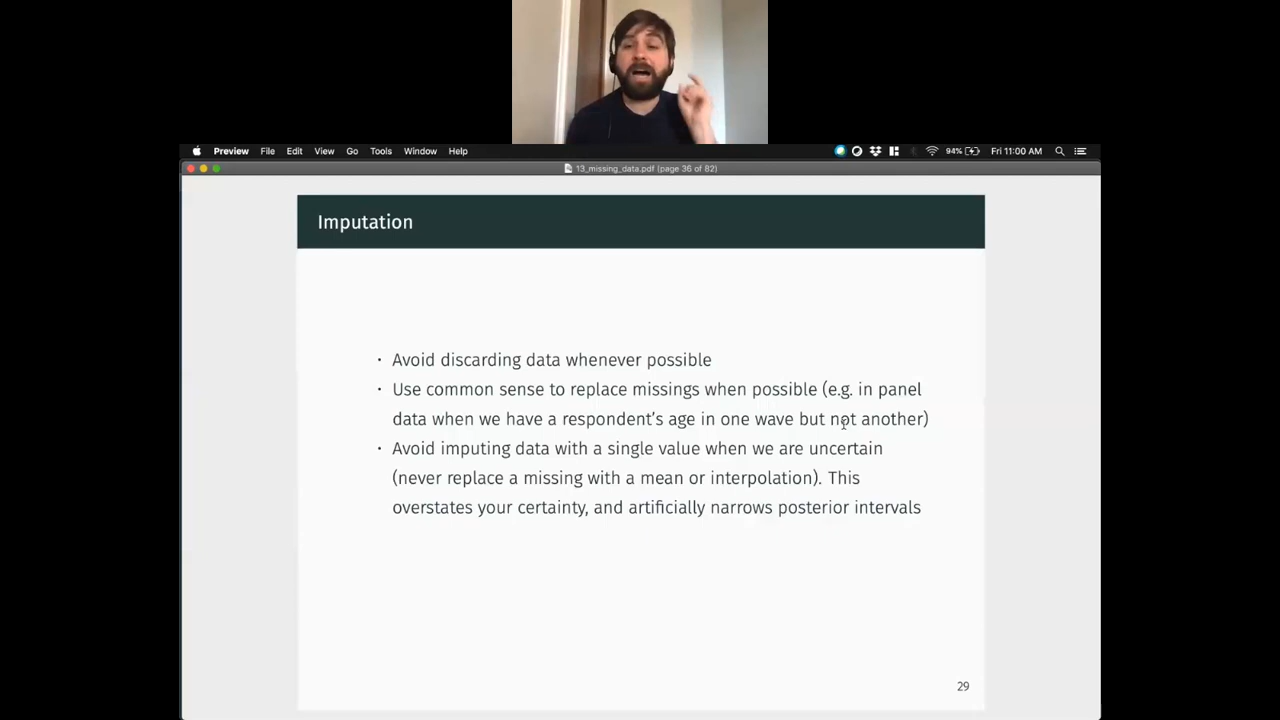 Preview File Edit View Go Tools Window Help 94% Fri 11:00 AM
13_missing_data.pdf (page 36 of 82)
Imputation
· Avoid discarding data whenever possible
· Use common sense to replace missings when possible (e.g. in panel
data when we have a respondent's age in one wave but not another)
· Avoid imputing data with a single value when we are uncertain
(never replace a missing with a mean or interpolation). This
overstates your certainty, and artificially narrows posterior intervals
29